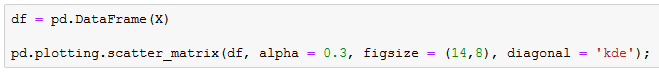 df = pd.DataFrame(X)
pd.plotting.scatter_matrix(df, alpha = 0.3, figsize = (14,8), diagonal = 'kde');